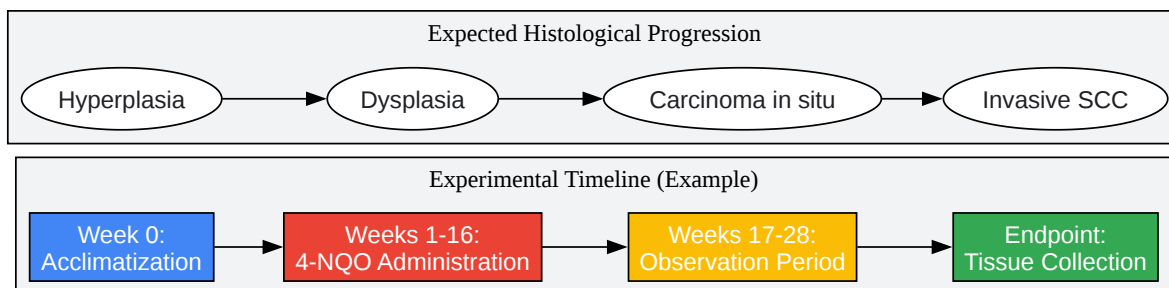 Expected Histological Progression
Hyperplasia
Dysplasia
Carcinoma in situ
Invasive SCC
Experimental Timeline (Example)
Week 0:
Acclimatization
Weeks 1-16:
4-NQO Administration
Weeks 17-28:
Observation Period
Endpoint:
Tissue Collection